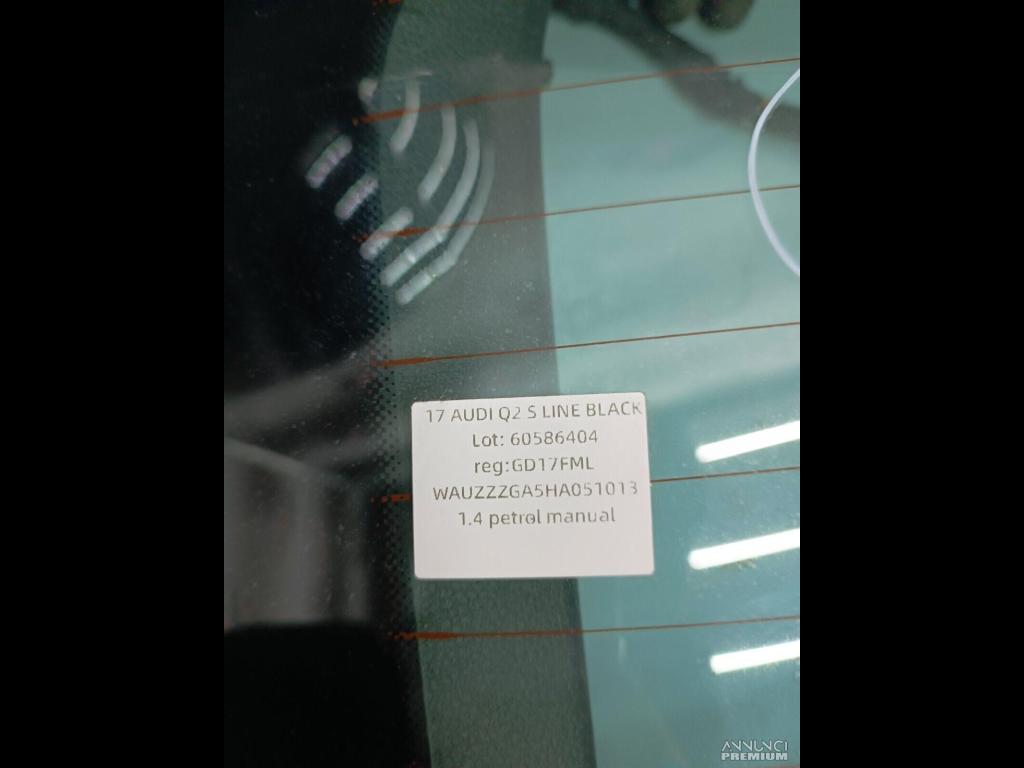 17 AUDI Q2 S LINE BLACK
Lot: 60586404
reg:GD17FML
WAUZZZGA5HA051013
1.4 petrol manual
ANNUNCI
PREMIUM